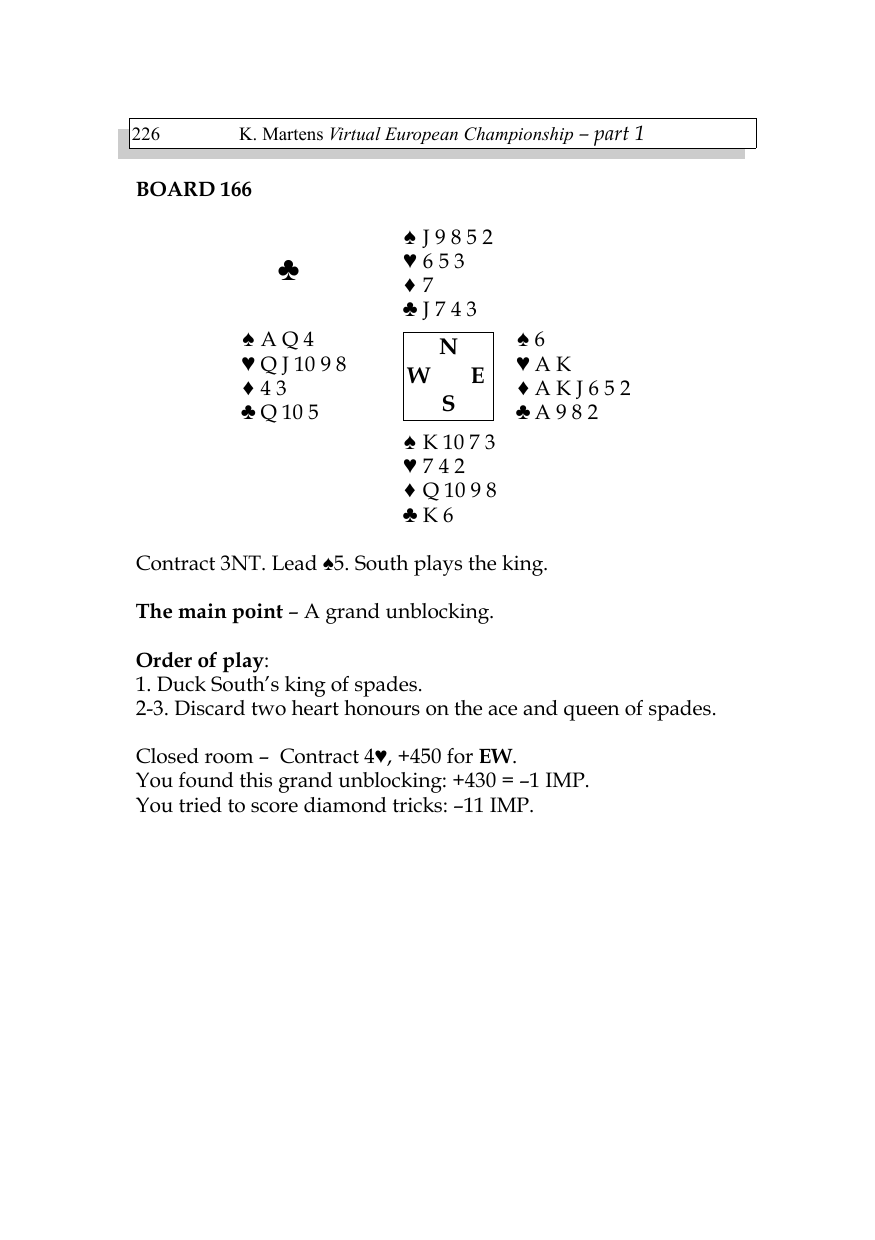 226 K. Martens Virtual European Championship – part 1
BOARD 166
♠ J 9 8 5 2
♥ 6 5 3
♣
♦ 7
♣ J 7 4 3
♠ A Q 4
♥ Q J 10 9 8
♦ 4 3
♣ Q 10 5
N
W E
S
♠ 6
♥ A K
♦ A K J 6 5 2
♣ A 9 8 2
♠ K 10 7 3
♥ 7 4 2
♦ Q 10 9 8
♣ K 6
Contract 3NT. Lead ♠5. South plays the king.
The main point – A grand unblocking.
Order of play:
1. Duck South’s king of spades.
2-3. Discard two heart honours on the ace and queen of spades.
Closed room – Contract 4♥, +450 for EW.
You found this grand unblocking: +430 = –1 IMP.
You tried to score diamond tricks: –11 IMP.